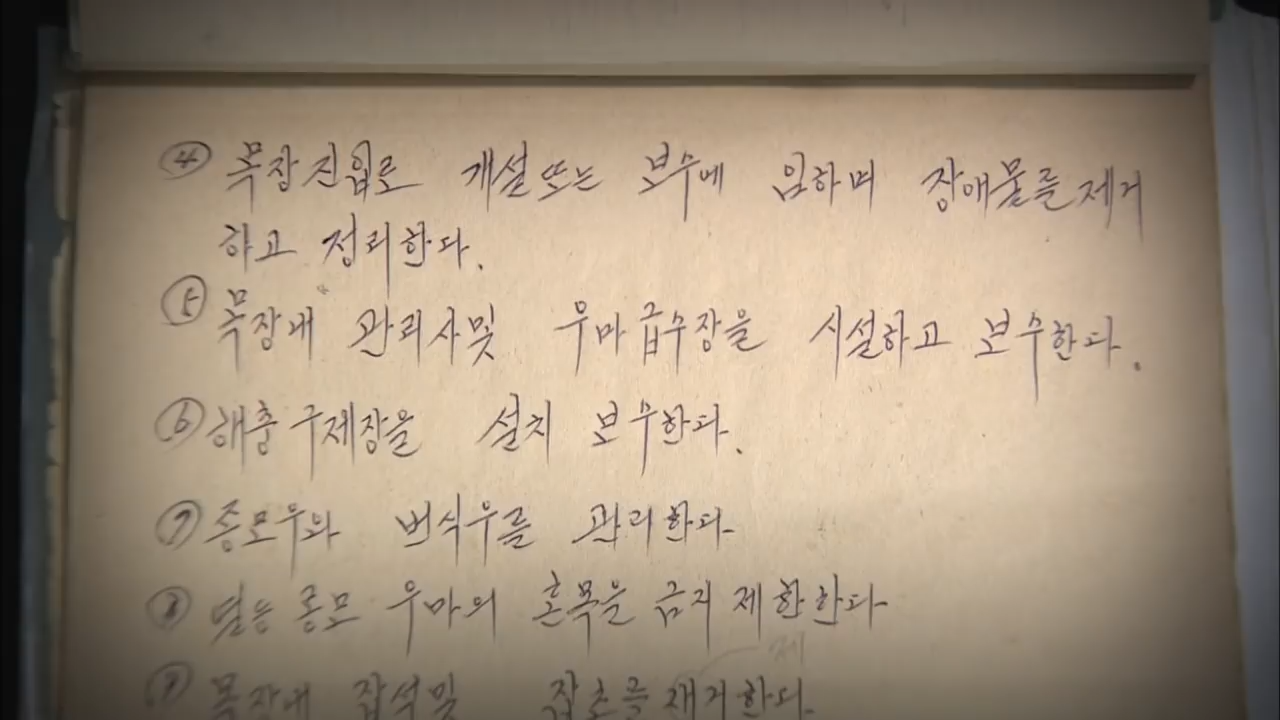 ④ 목장진입로 개설또는 보수에 임하며 장애물를제거
하고 정리한다.
⑤ 목장내 관리사및 우마급수장을 시설하고 보수한다.
⑥ 해충구제장을 설치 보수한다.
⑦ 종모우와 번식우를 관리한다
⑧ 종모 우마의 혼목을 금지 제한한다
제
⑨ 목장내 잡석및 잡초를 재거한다.